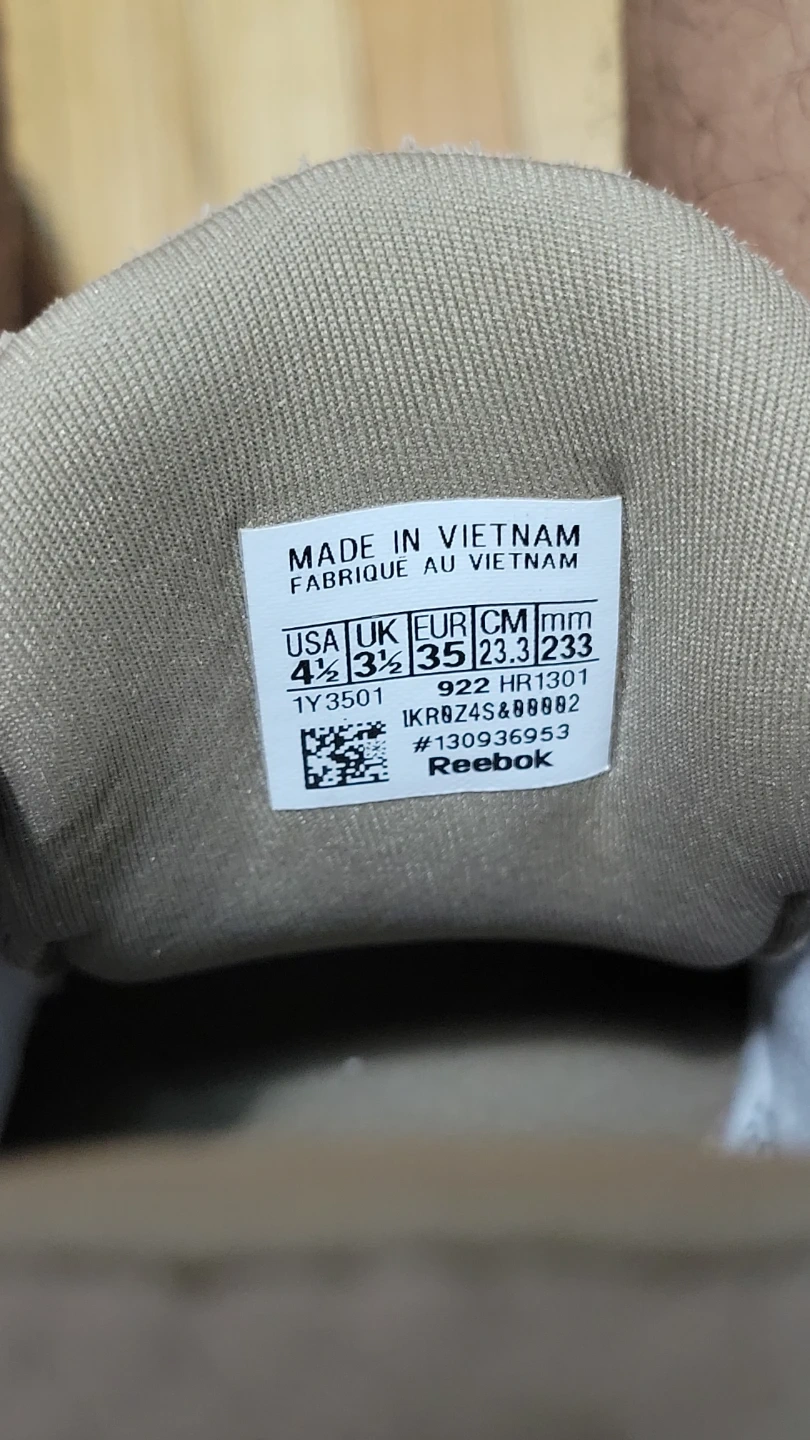 MADE IN VIETNAM
FABRIQUÉ AU VIETNAM
USA UK EUR CM mm
4½ 3½ 35 23.3 233
1Y3501 922 HR1301
1KR0Z4S&00002
#130936953
Reebok